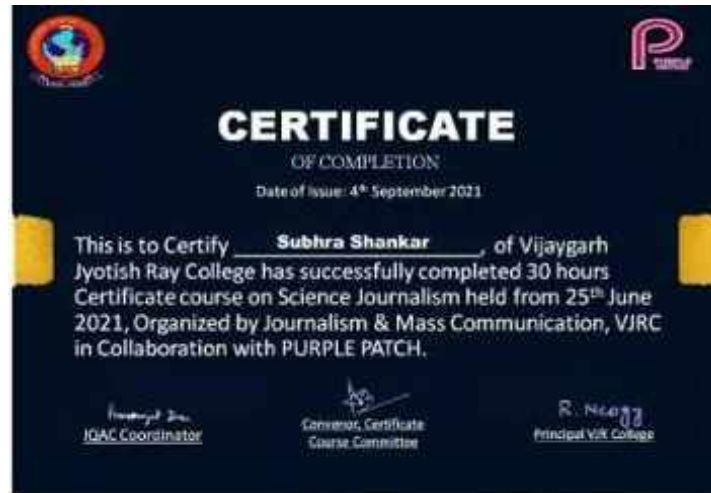 P
CERTIFICATE
OF COMPLETION
Date of Issue: 4th September 2021
This is to Certify Subhra Shankar, of Vijaygarh
Jyotish Ray College has successfully completed 30 hours
Certificate course on Science Journalism held from 25th June
2021, Organized by Journalism & Mass Communication, VJRC
in Collaboration with PURPLE PATCH.
R. Neogy
IQAC Coordinator
Convenor, Certificate
Course Committee
Principal VJR College